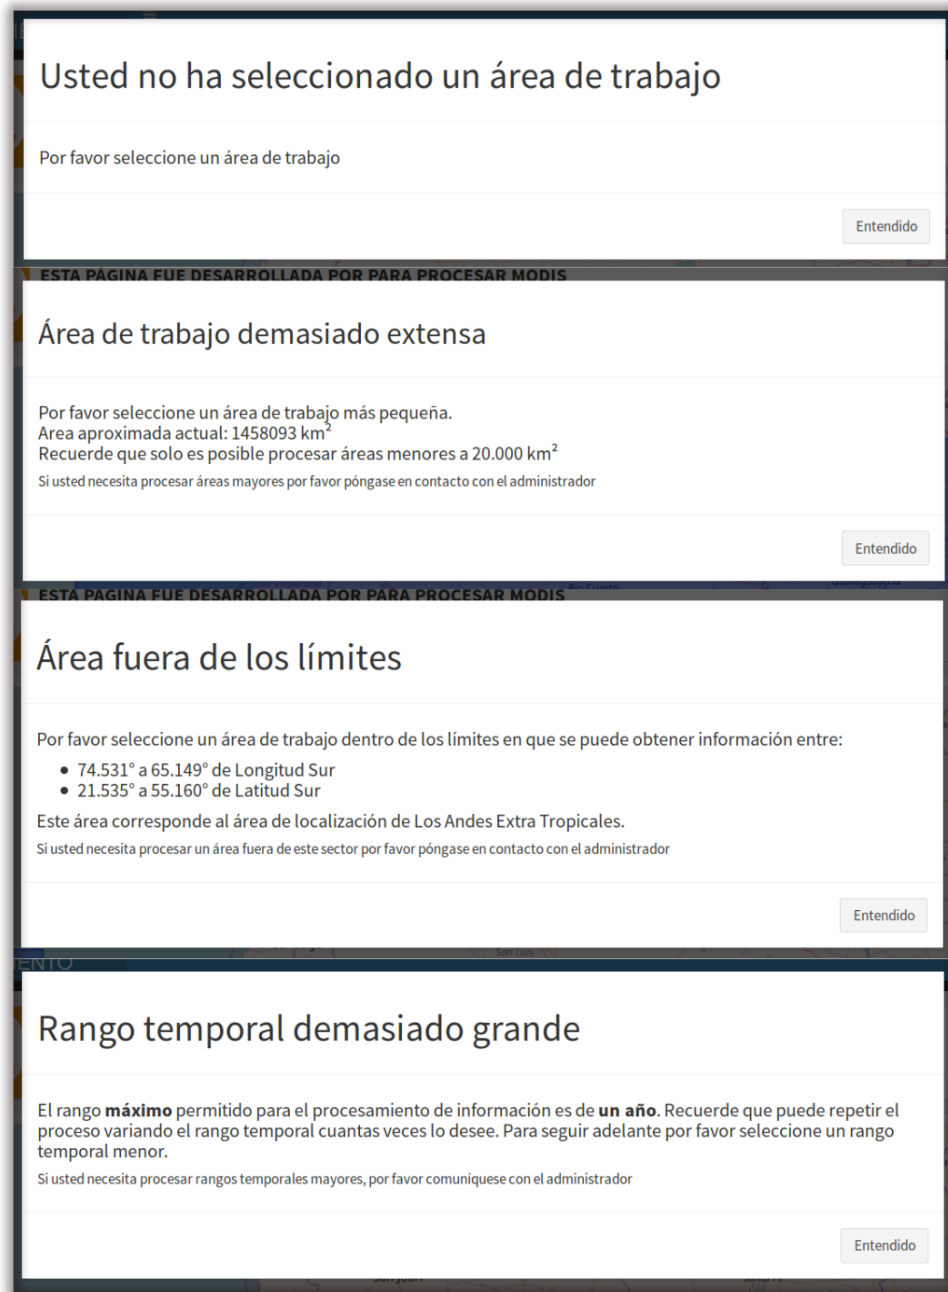 Usted no ha seleccionado un área de trabajo
Por favor seleccione un área de trabajo
Entendido
ESTA PÁGINA FUE DESARROLLADA POR PARA PROCESAR MODIS
Área de trabajo demasiado extensa
Por favor seleccione un área de trabajo más pequeña.
Area aproximada actual: 1458093 km²
Recuerde que solo es posible procesar áreas menores a 20.000 km²
Si usted necesita procesar áreas mayores por favor póngase en contacto con el administrador
Entendido
Río Cuarto
ESTA PÁGINA FUE DESARROLLADA POR PARA PROCESAR MODIS
Área fuera de los límites
Por favor seleccione un área de trabajo dentro de los límites en que se puede obtener información entre:
• 74.531° a 65.149° de Longitud Sur
• 21.535° a 55.160° de Latitud Sur
Este área corresponde al área de localización de Los Andes Extra Tropicales.
Si usted necesita procesar un área fuera de este sector por favor póngase en contacto con el administrador
Entendido
San Luis
IENTO
Rango temporal demasiado grande
El rango máximo permitido para el procesamiento de información es de un año. Recuerde que puede repetir el
proceso variando el rango temporal cuantas veces lo desee. Para seguir adelante por favor seleccione un rango
temporal menor.
Si usted necesita procesar rangos temporales mayores, por favor comuníquese con el administrador
Entendido